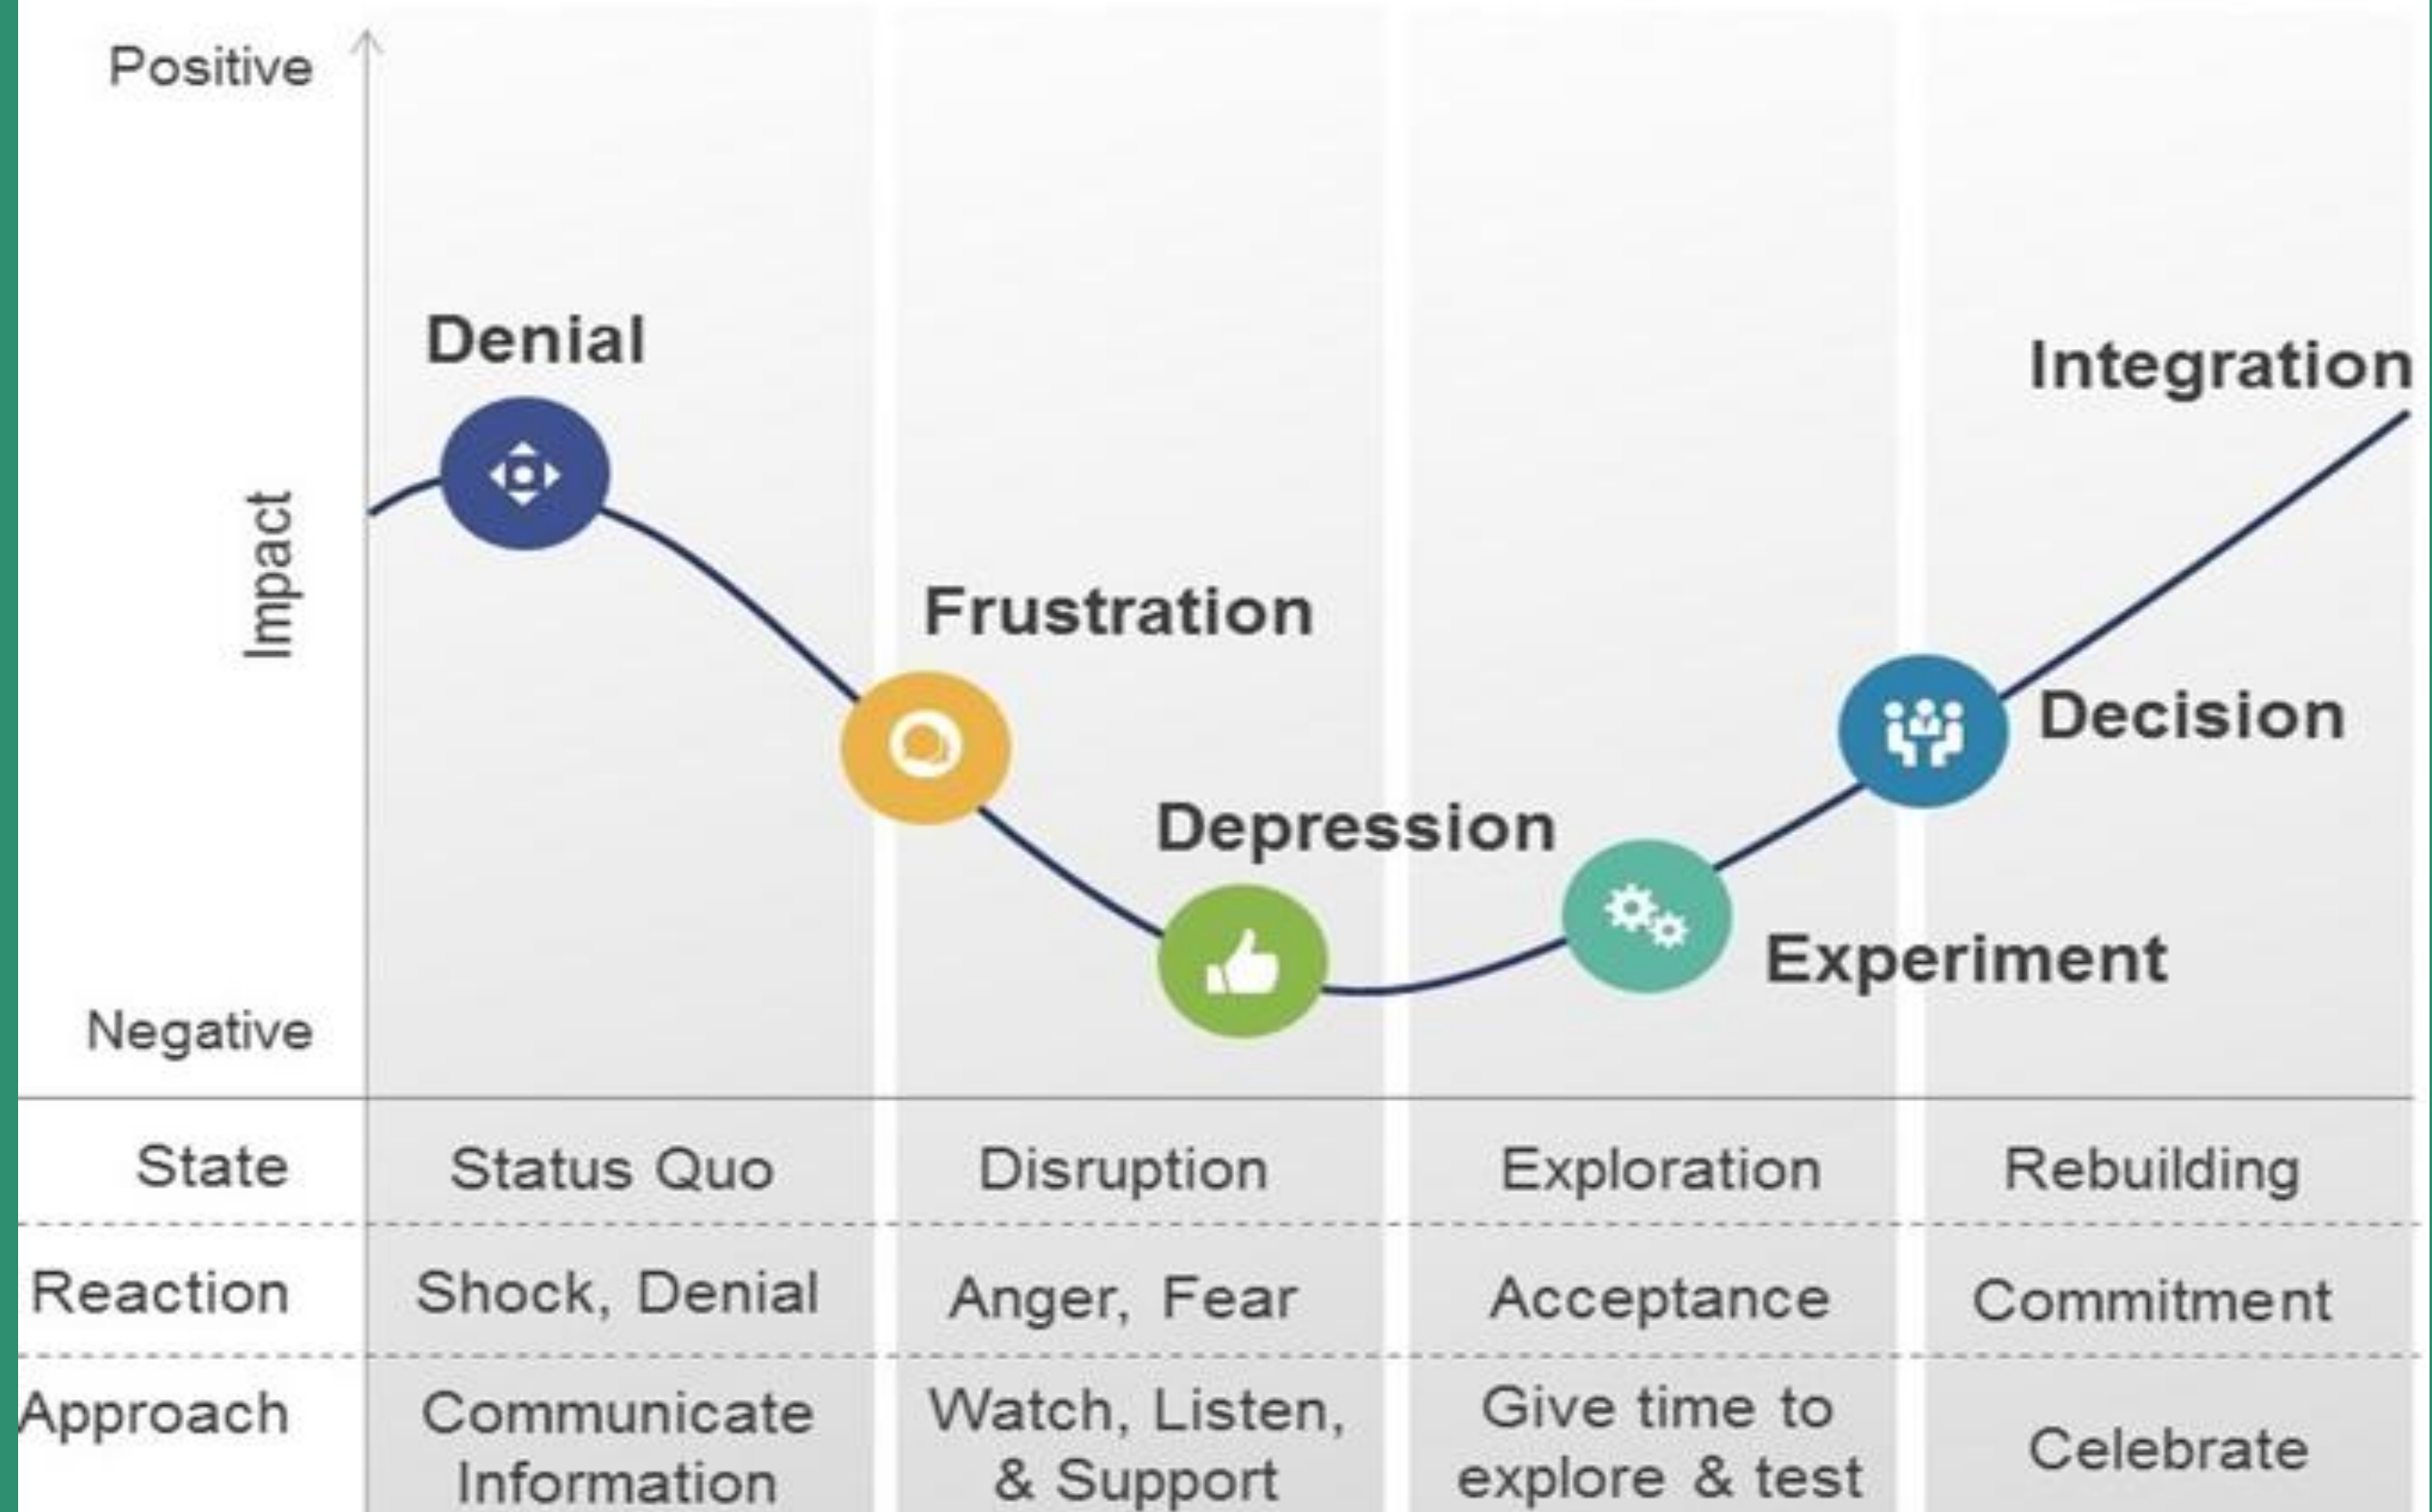 Positive
Denial
Integration
Impact
Frustration
Decision
Depression
Experiment
Negative
State Status Quo Disruption Exploration Rebuilding
Reaction Shock, Denial Anger, Fear Acceptance Commitment
Approach
Communicate
Information
Watch, Listen,
& Support
Give time to
explore & test
Celebrate